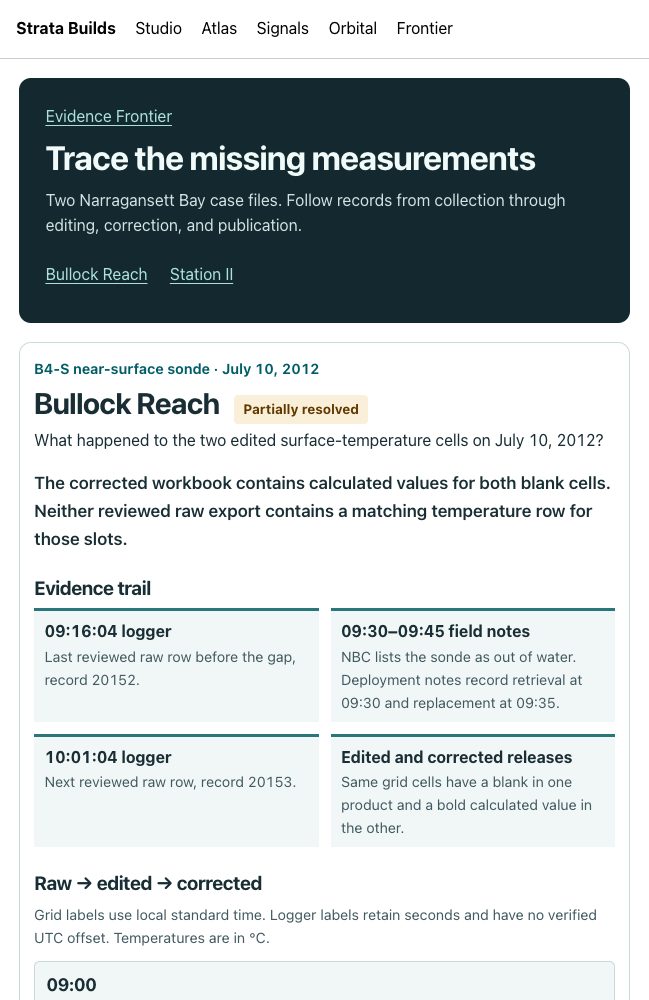 Strata Builds Studio Atlas Signals Orbital Frontier
Evidence Frontier
Trace the missing measurements
Two Narragansett Bay case files. Follow records from collection through
editing, correction, and publication.
Bullock Reach Station II
B4-S near-surface sonde · July 10, 2012
Bullock Reach Partially resolved
What happened to the two edited surface-temperature cells on July 10, 2012?
The corrected workbook contains calculated values for both blank cells.
Neither reviewed raw export contains a matching temperature row for
those slots.
Evidence trail
09:16:04 logger
Last reviewed raw row before the gap,
record 20152.
09:30–09:45 field notes
NBC lists the sonde as out of water.
Deployment notes record retrieval at
09:30 and replacement at 09:35.
10:01:04 logger
Next reviewed raw row, record 20153.
Edited and corrected releases
Same grid cells have a blank in one
product and a bold calculated value in
the other.
Raw → edited → corrected
Grid labels use local standard time. Logger labels retain seconds and have no verified
UTC offset. Temperatures are in °C.
09:00